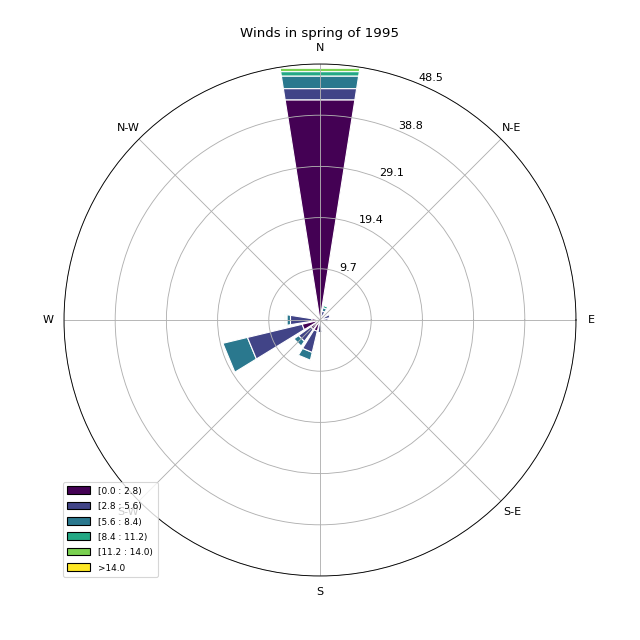 Winds in spring of 1995
N
48.5
N-W
38.8
N-E
29.1
19.4
9.7
W
E
[0.0 : 2.8)
[2.8 : 5.6)
S-W
S-E
[5.6 : 8.4)
[8.4 : 11.2)
[11.2 : 14.0)
>14.0
S